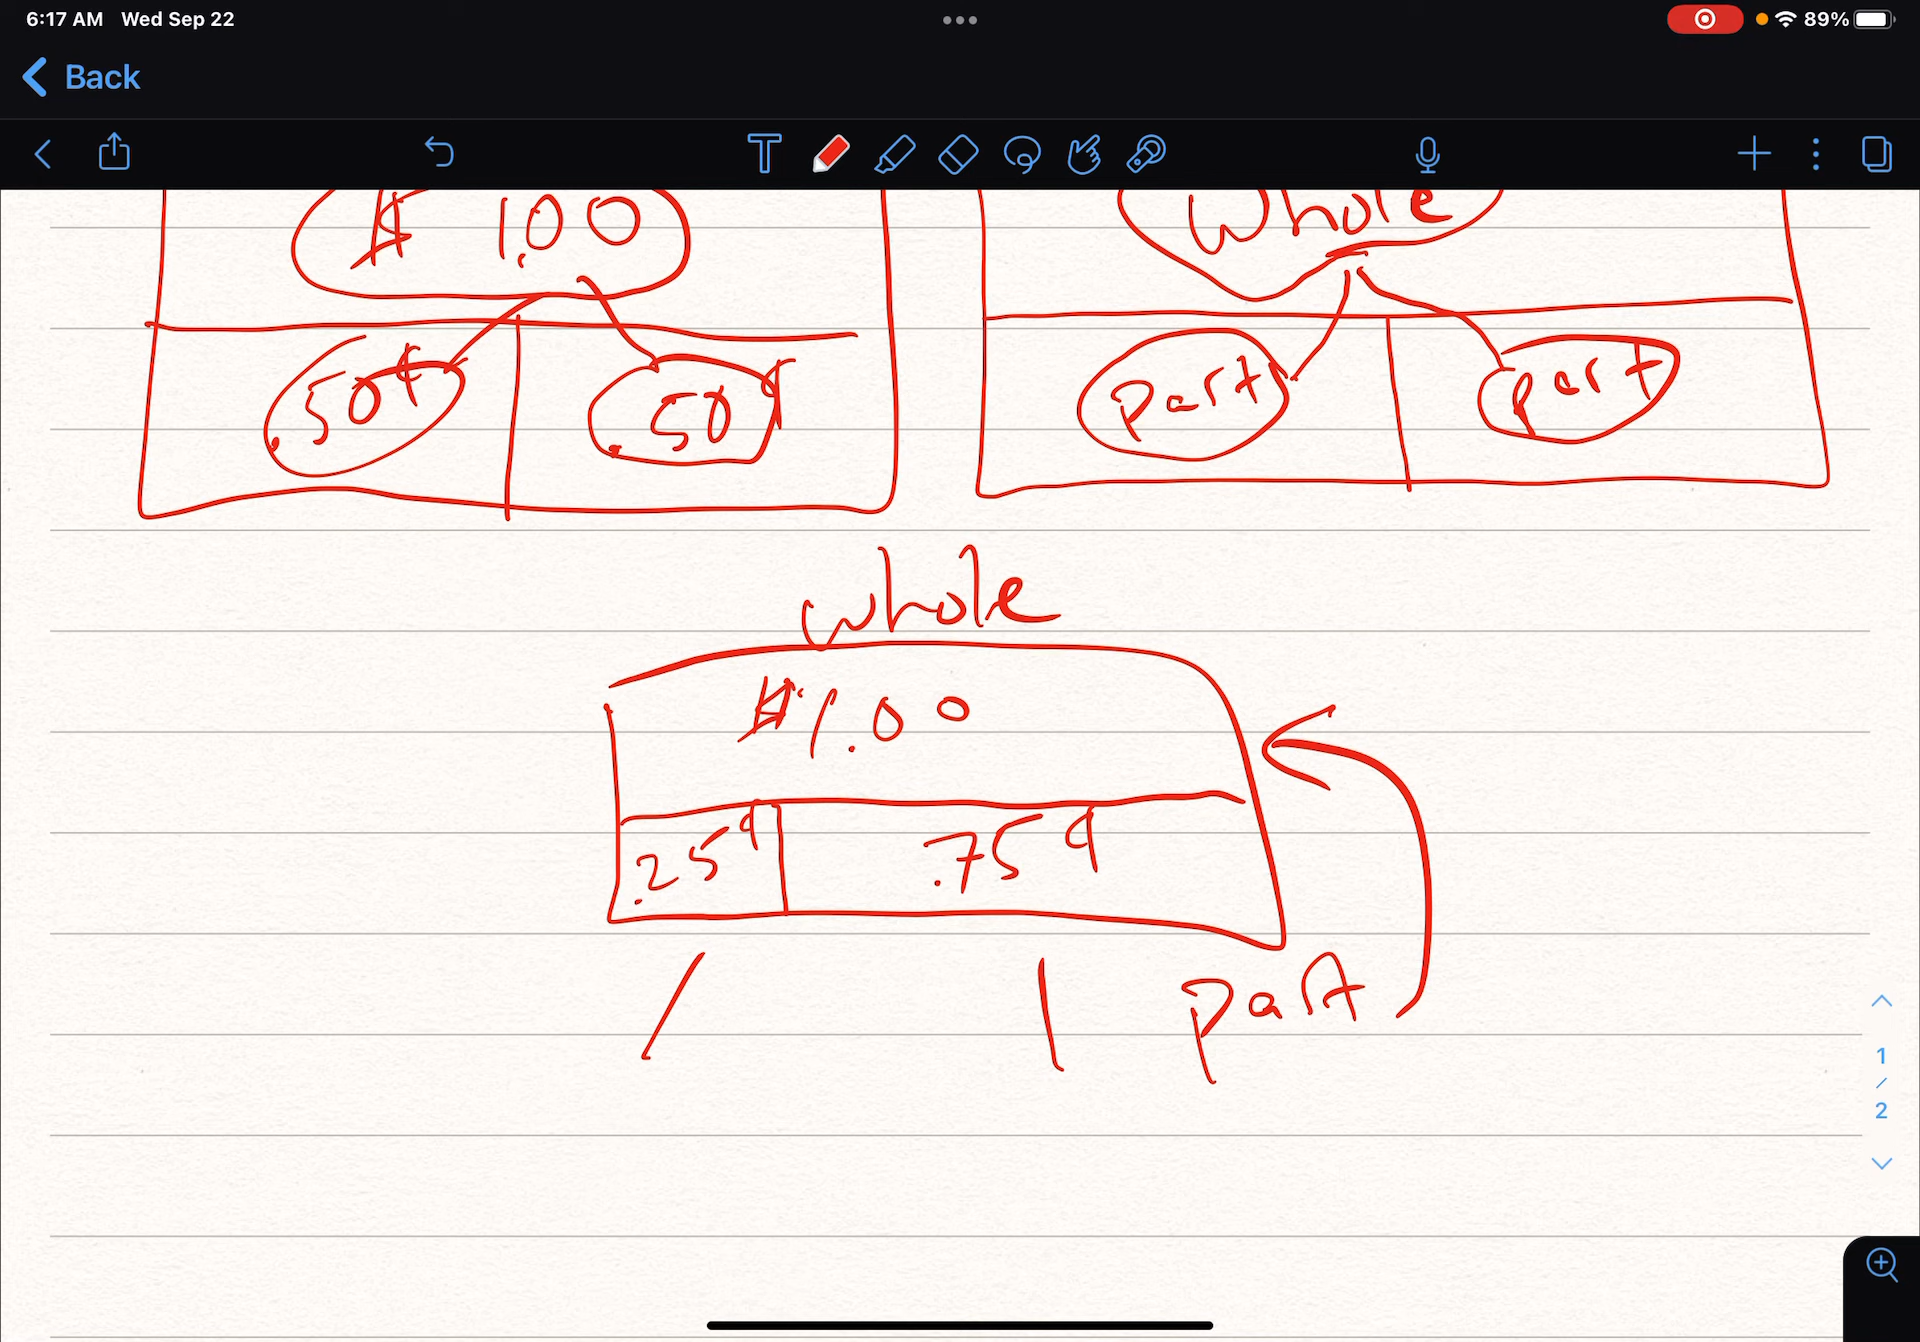 6:17 AM Wed Sep 22
89%
Back
$ 1.00
Whole
.50¢ .50¢
Part part
whole
$1.00
.25¢ .75¢
part
1
/
2